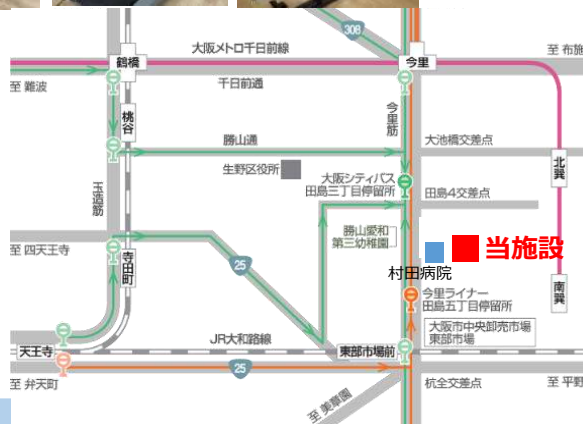 308
大阪メトロ千日前線
鶴橋
今里
至 布施
至 難波
千日前通
桃谷
今里筋
勝山通
大池橋交差点
生野区役所
北巽
大阪シティバス
田島三丁目停留所
田島4交差点
玉造筋
勝山愛和
第三幼稚園
当施設
至 四天王寺
寺田町
25
村田病院
南巽
今里ライナー
田島五丁目停留所
大阪市中央卸売市場
東部市場
JR大和路線
天王寺
東部市場前
25
至 弁天町
杭全交差点
至 平野
至 美章園